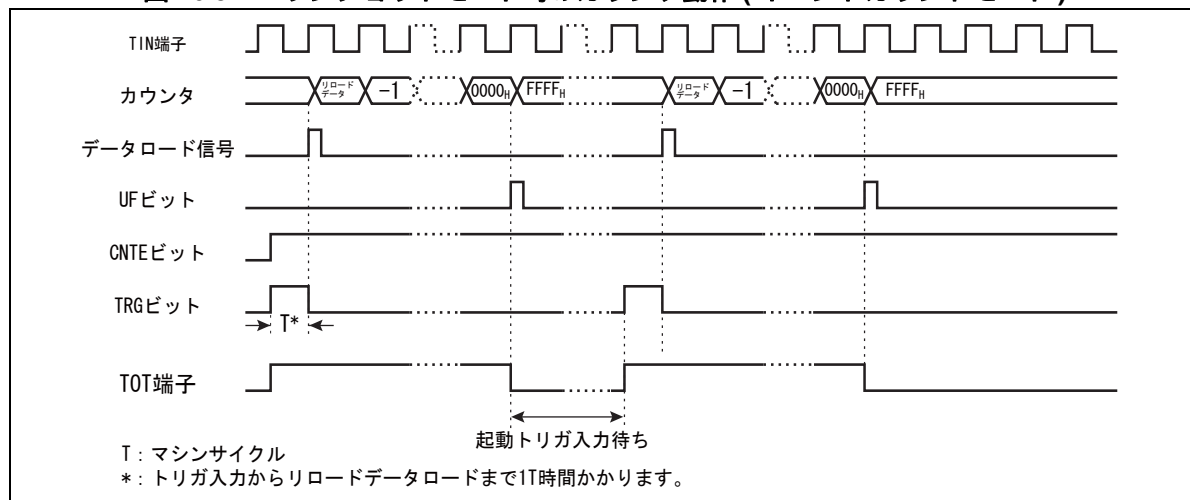 TIN端子
カウンタ
リロードデータ -1 0000H FFFFH リロードデータ -1 0000H FFFFH
データロード信号
UFビット
CNTEビット
TRGビット
T*
TOT端子
起動トリガ入力待ち
T：マシンサイクル
*：トリガ入力からリロードデータロードまで1T時間かかります。